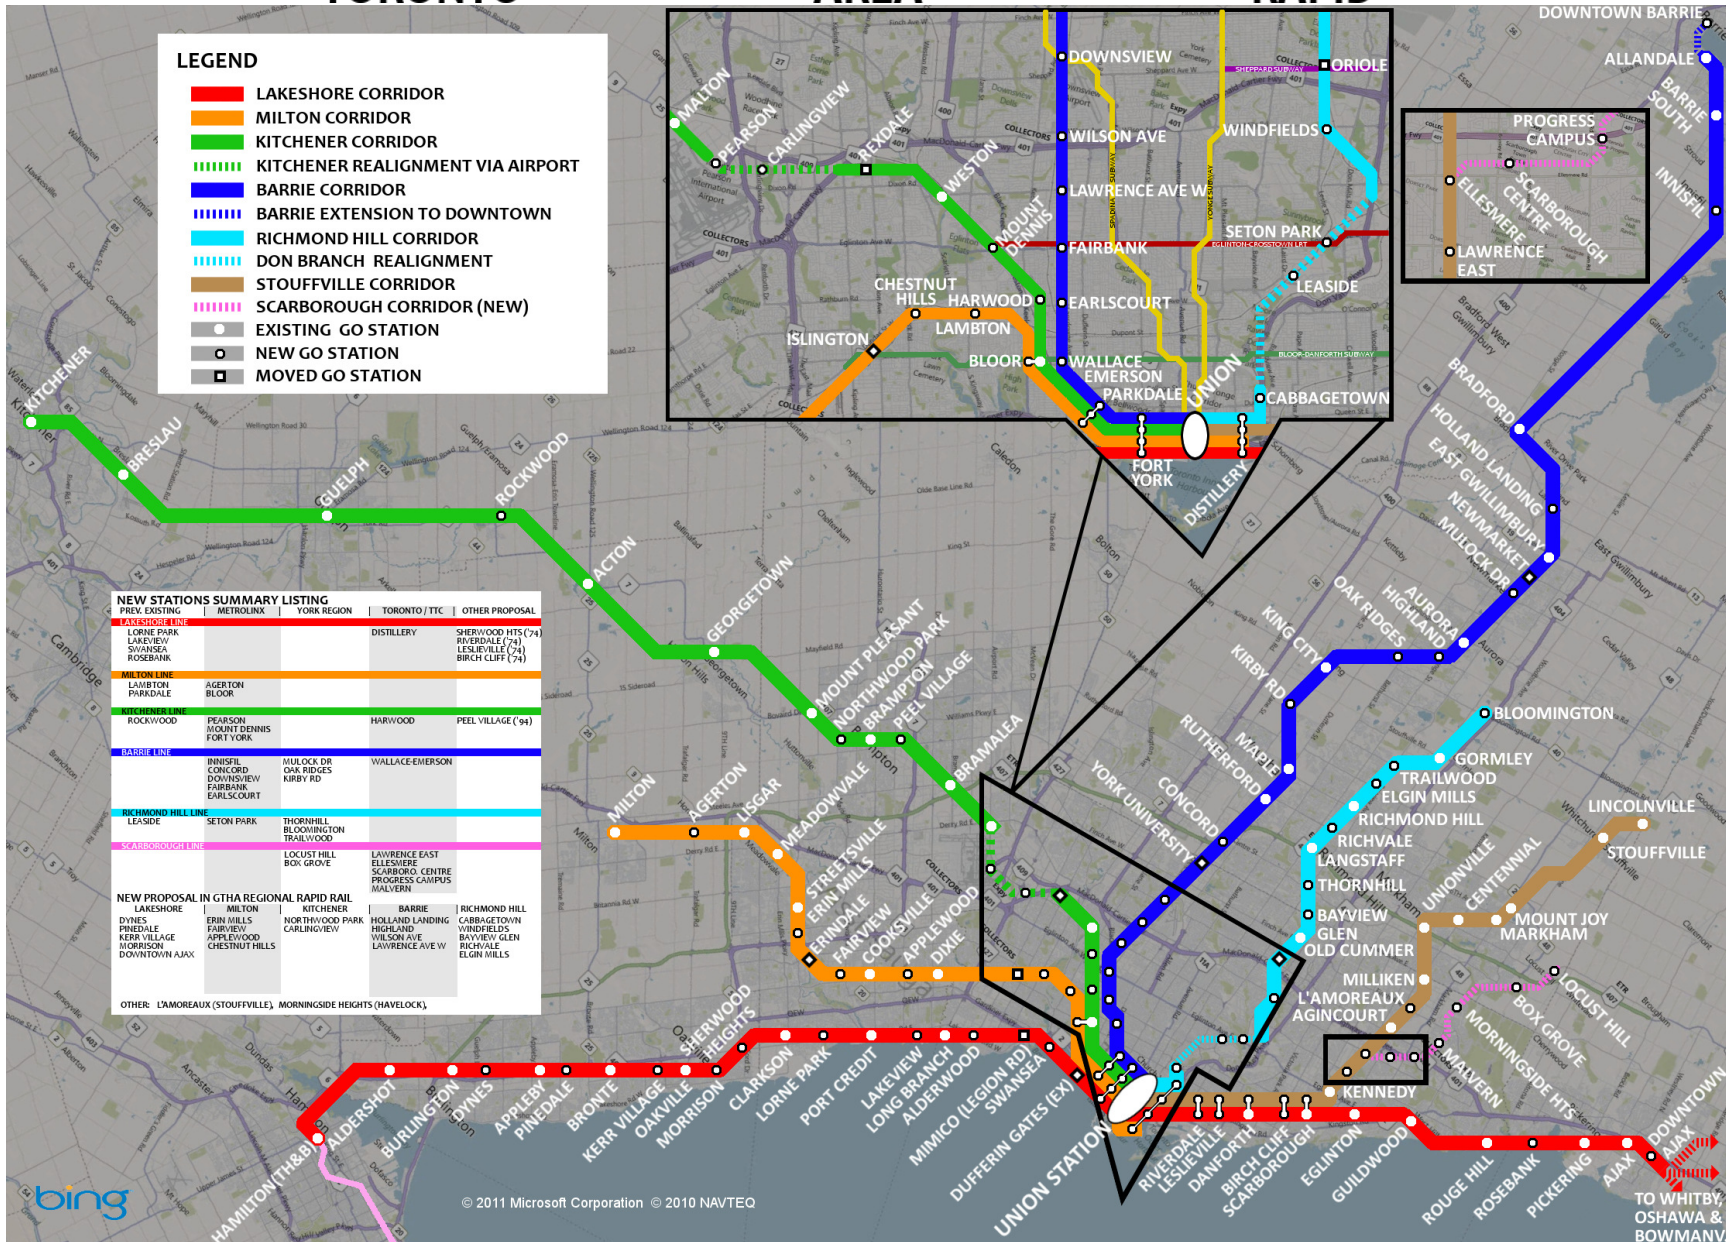 TORONTO AREA RAPID
LEGEND
LAKESHORE CORRIDOR
MILTON CORRIDOR
KITCHENER CORRIDOR
KITCHENER REALIGNMENT VIA AIRPORT
BARRIE CORRIDOR
BARRIE EXTENSION TO DOWNTOWN
RICHMOND HILL CORRIDOR
DON BRANCH REALIGNMENT
STOUFFVILLE CORRIDOR
SCARBOROUGH CORRIDOR (NEW)
EXISTING GO STATION
NEW GO STATION
MOVED GO STATION
MALTON
PEARSON
CARLINGVIEW
REXDALE
WESTON
MOUNT
DENNIS
CHESTNUT
HILLS
HARWOOD
LAMBTON
ISLINGTON
BLOOR
DOWNSVIEW
WILSON AVE
LAWRENCE AVE W
FAIRBANK
EARLSCOURT
WALLACE
EMERSON
PARKDALE
UNION
FORT
YORK
DISTILLERY
CABBAGETOWN
LEASIDE
SETON PARK
WINDFIELDS
ORIOLE
SHEPPARD SUBWAY
SPADINA SUBWAY
YONGE SUBWAY
EGLINTON-CROSSTOWN LRT
BLOOR-DANFORTH SUBWAY
PROGRESS
CAMPUS
SCARBOROUGH
CENTRE
ELLESMERE
LAWRENCE
EAST
DOWNTOWN BARRIE
ALLANDALE
BARRIE
SOUTH
INNISFIL
BRADFORD
HOLLAND LANDING
EAST GWILLIMBURY
NEWMARKET
MULOCK DR
AURORA
HIGHLAND
OAK RIDGES
KING CITY
KIRBY RD
MAPLE
RUTHERFORD
CONCORD
YORK UNIVERSITY
KITCHENER
BRESLAU
GUELPH
ROCKWOOD
ACTON
GEORGETOWN
MOUNT PLEASANT
NORTHWOOD PARK
BRAMPTON
PEEL VILLAGE
BRAMALEA
MILTON
AGERTON
LISGAR
MEADOWVALE
STREETSVILLE
ERIN MILLS
ERINDALE
FAIRVIEW
COOKSVILLE
APPLEWOOD
DIXIE
BLOOMINGTON
GORMLEY
TRAILWOOD
ELGIN MILLS
RICHMOND HILL
RICHVALE
LANGSTAFF
THORNHILL
BAYVIEW
GLEN
OLD CUMMER
LINCOLNVILLE
STOUFFVILLE
MOUNT JOY
MARKHAM
CENTENNIAL
UNIONVILLE
MILLIKEN
L'AMOREAUX
AGINCOURT
KENNEDY
LOCUST HILL
BOX GROVE
MORNINGSIDE HTS
MALVERN
HAMILTON(TH&B)
ALDERSHOT
BURLINGTON
DYNES
APPLEBY
PINEDALE
BRONTE
KERR VILLAGE
OAKVILLE
MORRISON
SHERWOOD
HEIGHTS
CLARKSON
LORNE PARK
PORT CREDIT
LAKEVIEW
LONG BRANCH
ALDERWOOD
MIMICO (LEGION RD)
SWANSEA
DUFFERIN GATES (EX)
UNION STATION
RIVERDALE
LESLIEVILLE
DANFORTH
BIRCH CLIFF
SCARBOROUGH
EGLINTON
GUILDWOOD
ROUGE HILL
ROSEBANK
PICKERING
AJAX
DOWNTOWN
AJAX
TO WHITBY,
OSHAWA &
BOWMANV
NEW STATIONS SUMMARY LISTING
PREV. EXISTING METROLINX YORK REGION TORONTO / TTC OTHER PROPOSAL
LAKESHORE LINE
LORNE PARK DISTILLERY SHERWOOD HTS ('74)
LAKEVIEW RIVERDALE ('74)
SWANSEA LESLIEVILLE ('74)
ROSEBANK BIRCH CLIFF ('74)
MILTON LINE
LAMBTON AGERTON
PARKDALE BLOOR
KITCHENER LINE
ROCKWOOD PEARSON HARWOOD PEEL VILLAGE ('94)
MOUNT DENNIS
FORT YORK
BARRIE LINE
INNISFIL MULOCK DR WALLACE-EMERSON
CONCORD OAK RIDGES
DOWNSVIEW KIRBY RD
FAIRBANK
EARLSCOURT
RICHMOND HILL LINE
LEASIDE SETON PARK THORNHILL
BLOOMINGTON
TRAILWOOD
SCARBOROUGH LINE
LOCUST HILL LAWRENCE EAST
BOX GROVE ELLESMERE
SCARBORO. CENTRE
PROGRESS CAMPUS
MALVERN
NEW PROPOSAL IN GTHA REGIONAL RAPID RAIL
LAKESHORE MILTON KITCHENER BARRIE RICHMOND HILL
DYNES ERIN MILLS NORTHWOOD PARK HOLLAND LANDING CABBAGETOWN
PINEDALE FAIRVIEW CARLINGVIEW HIGHLAND WINDFIELDS
KERR VILLAGE APPLEWOOD WILSON AVE BAYVIEW GLEN
MORRISON CHESTNUT HILLS LAWRENCE AVE W RICHVALE
DOWNTOWN AJAX ELGIN MILLS
OTHER: L'AMOREAUX (STOUFFVILLE), MORNINGSIDE HEIGHTS (HAVELOCK),
bing
© 2011 Microsoft Corporation © 2010 NAVTEQ